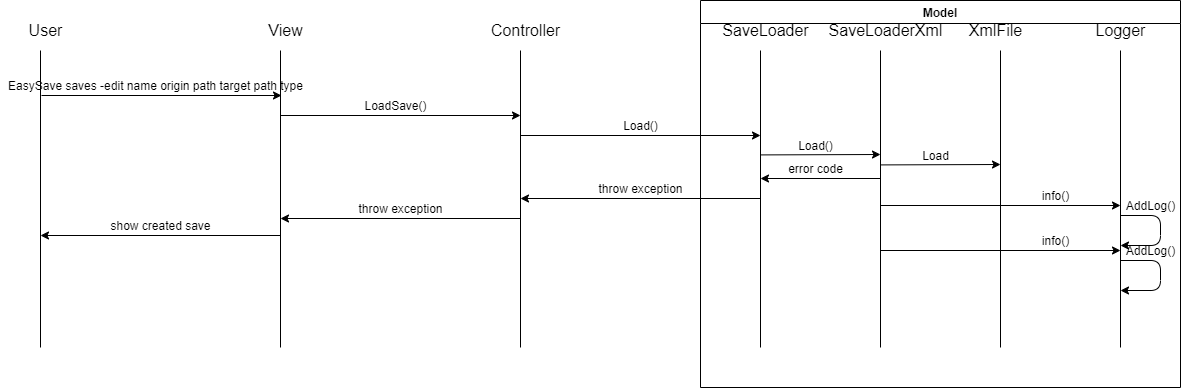 Model
User
View
Controller
SaveLoader
SaveLoaderXml
XmlFile
Logger
EasySave saves -edit name origin path target path type
LoadSave()
Load()
Load()
Load
error code
throw exception
info()
AddLog()
throw exception
show created save
info()
AddLog()